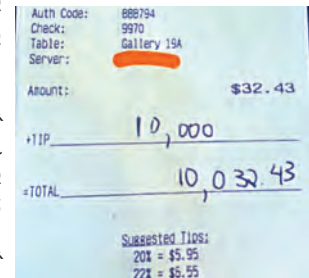 Auth Code: 888794
Check: 9970
Table: Gallery 19A
Server:
Amount: $32.43
+TIP 10,000
=TOTAL 10,032.43
Suggested Tips:
20% = $5.95
22% = $5.55